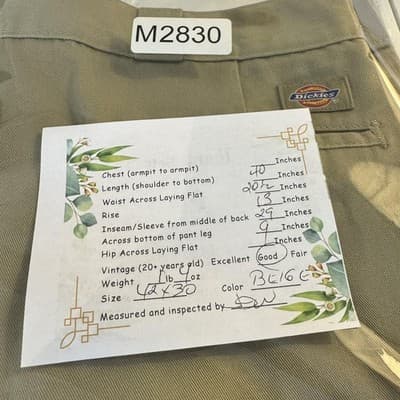 M2830
Dickies
Chest (armpit to armpit) Inches
Length (shoulder to bottom) 40 Inches
Waist Across Laying Flat 20½ Inches
Rise 13 Inches
Inseam/Sleeve from middle of back 29 Inches
Across bottom of pant leg 9 Inches
Hip Across Laying Flat Inches
Vintage (20+ years old) Excellent Good Fair
Weight 1 lb 4 oz
Size 42x30 Color BEIGE
Measured and inspected by